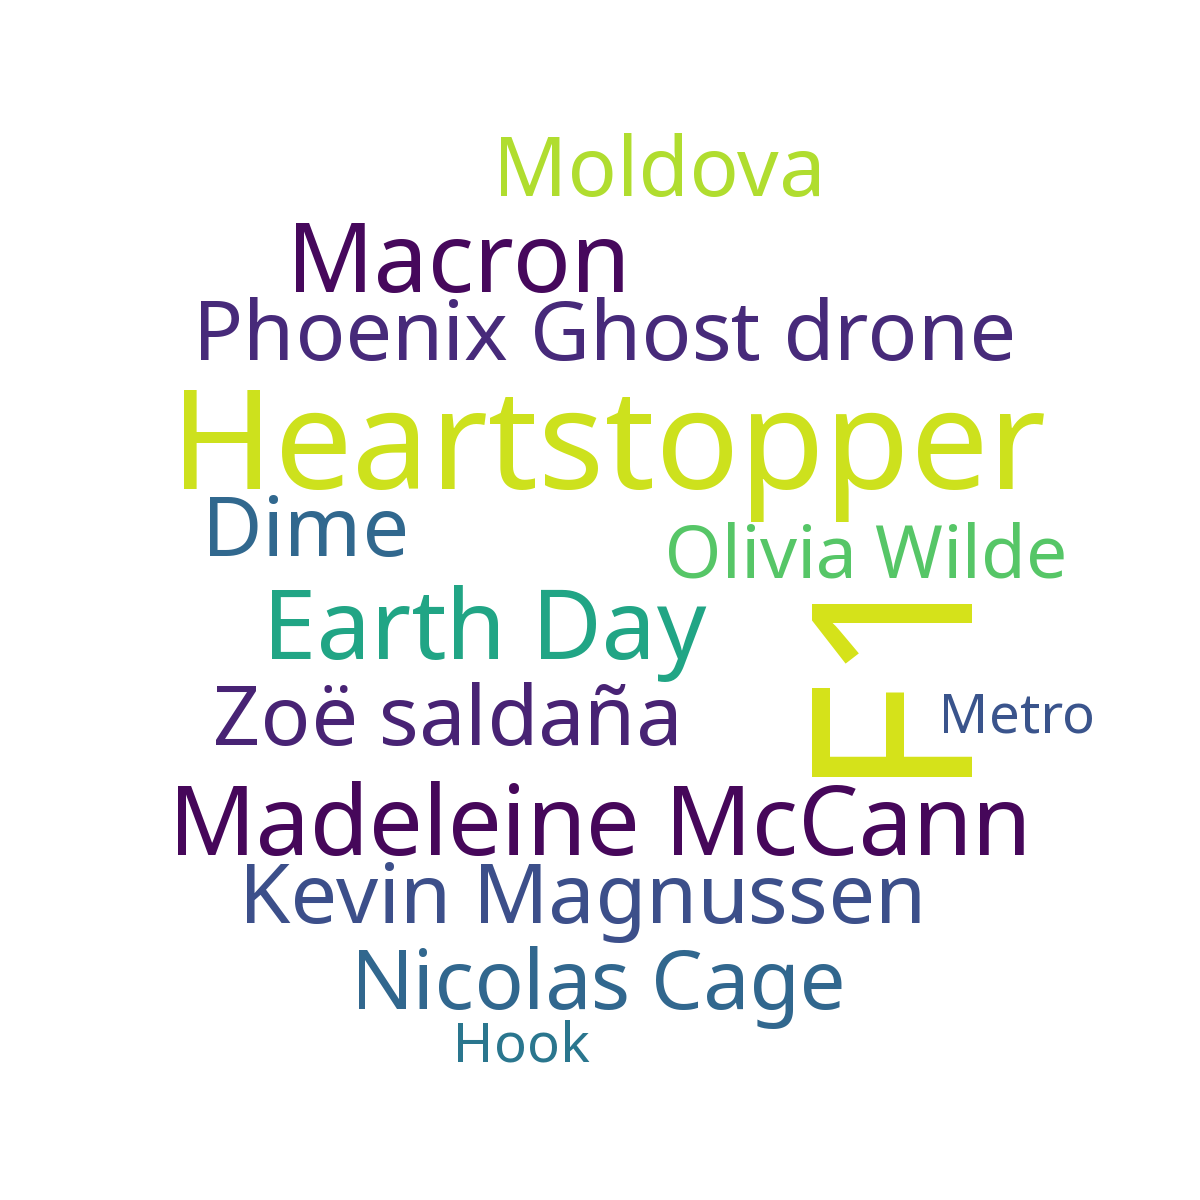 Moldova
Macron
Phoenix Ghost drone
Heartstopper
Dime
Olivia Wilde
Earth Day
F1
Zoë saldaña
Metro
Madeleine McCann
Kevin Magnussen
Nicolas Cage
Hook